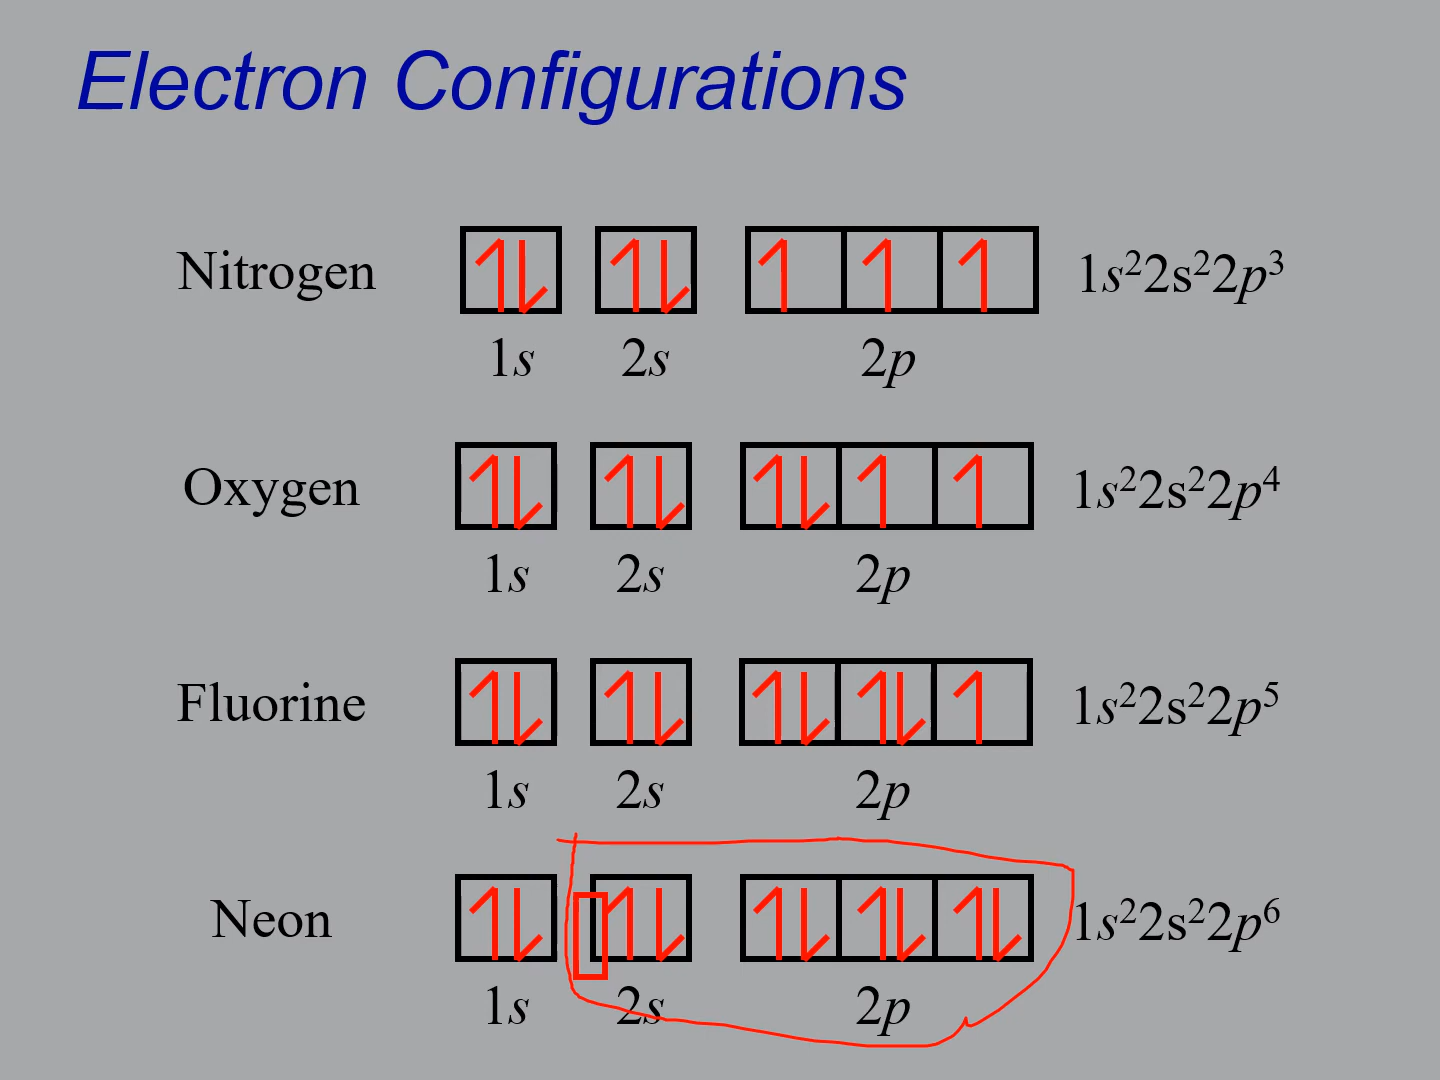 Electron Configurations
Nitrogen 1s²2s²2p³
1s 2s 2p
Oxygen 1s²2s²2p⁴
1s 2s 2p
Fluorine 1s²2s²2p⁵
1s 2s 2p
Neon 1s²2s²2p⁶
1s 2s 2p